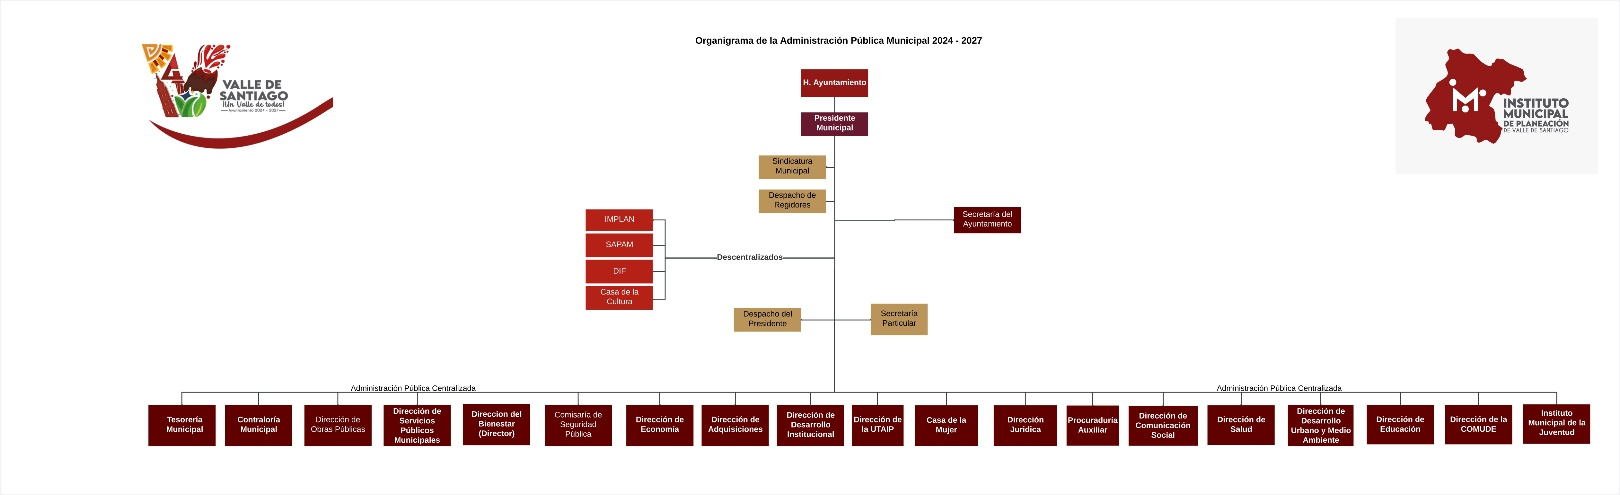 Organigrama de la Administración Pública Municipal 2024 - 2027
VALLE DE
SANTIAGO
¡Un Valle de todos!
Ayuntamiento 2024 - 2027
INSTITUTO
MUNICIPAL
DE PLANEACIÓN
DE VALLE DE SANTIAGO
H. Ayuntamiento
Presidente
Municipal
Sindicatura
Municipal
Despacho de
Regidores
Secretaría del
Ayuntamiento
IMPLAN
SAPAM
DIF
Casa de la
Cultura
Descentralizados
Despacho del
Presidente
Secretaría
Particular
Administración Pública Centralizada
Administración Pública Centralizada
Tesorería
Municipal
Contraloría
Municipal
Dirección de
Obras Públicas
Dirección de
Servicios
Públicos
Municipales
Direccion del
Bienestar
(Director)
Comisaría de
Seguridad
Pública
Dirección de
Economía
Dirección de
Adquisiciones
Dirección de
Desarrollo
Institucional
Dirección de
la UTAIP
Casa de la
Mujer
Dirección
Jurídica
Procuraduría
Auxiliar
Dirección de
Comunicación
Social
Dirección de
Salud
Dirección de
Desarrollo
Urbano y Medio
Ambiente
Dirección de
Educación
Dirección de la
COMUDE
Instituto
Municipal de la
Juventud